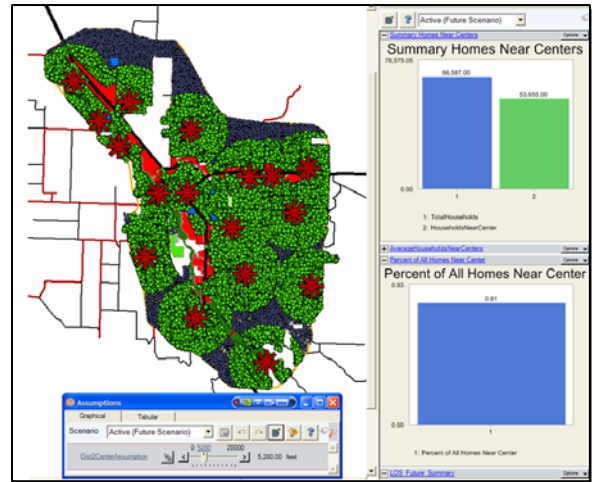 Active (Future Scenario)
Summary Homes Near Centers
Options
Summary Homes Near Centers
76,575.05
66,587.00
53,655.00
0.00
1
2
1: TotalHouseholds
2: HouseholdsNearCenter
AverageHouseholdsNearCenters
Options
Percent of All Homes Near Center
Options
Percent of All Homes Near Center
0.93
0.81
0.00
1
1: Percent of All Homes Near Center
LOS_Future_Summary
Options
Assumptions
Graphical
Tabular
Scenario
Active (Future Scenario)
Dist2CenterAssumption
0
5280
20000
5,280.00 feet